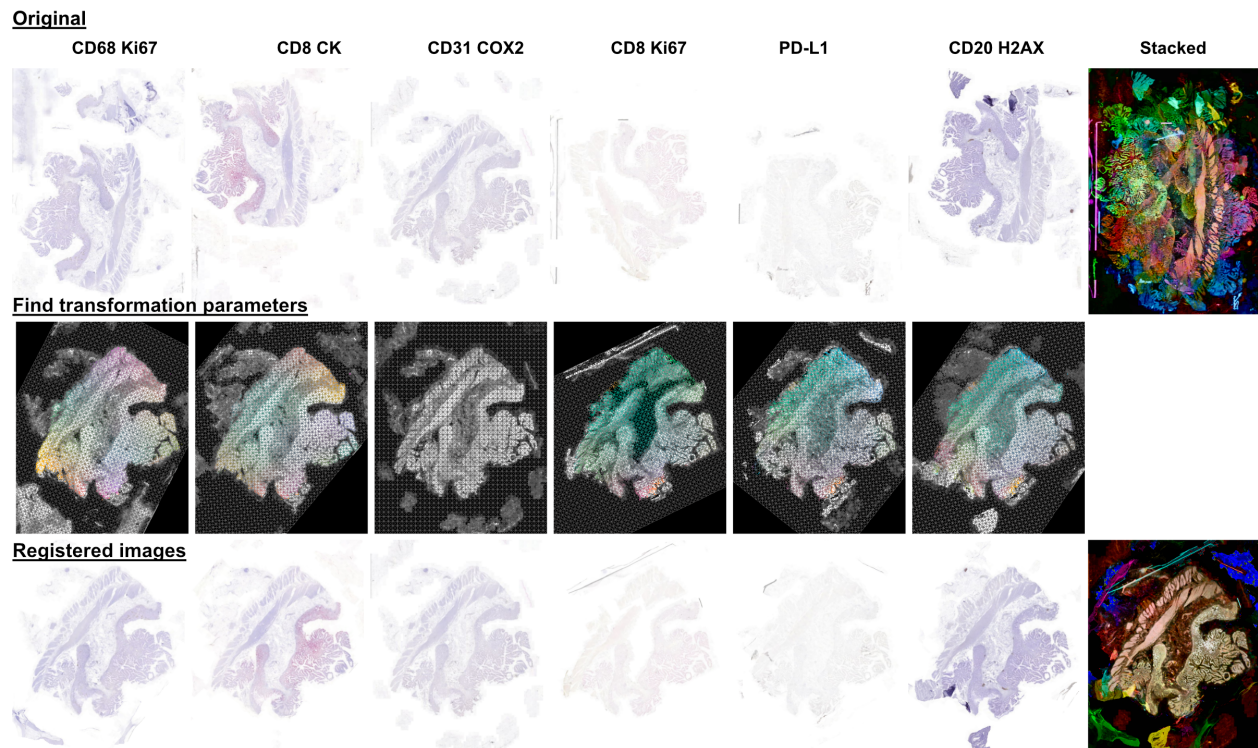 Original
CD68 Ki67 CD8 CK CD31 COX2 CD8 Ki67 PD-L1 CD20 H2AX Stacked
Find transformation parameters
Registered images